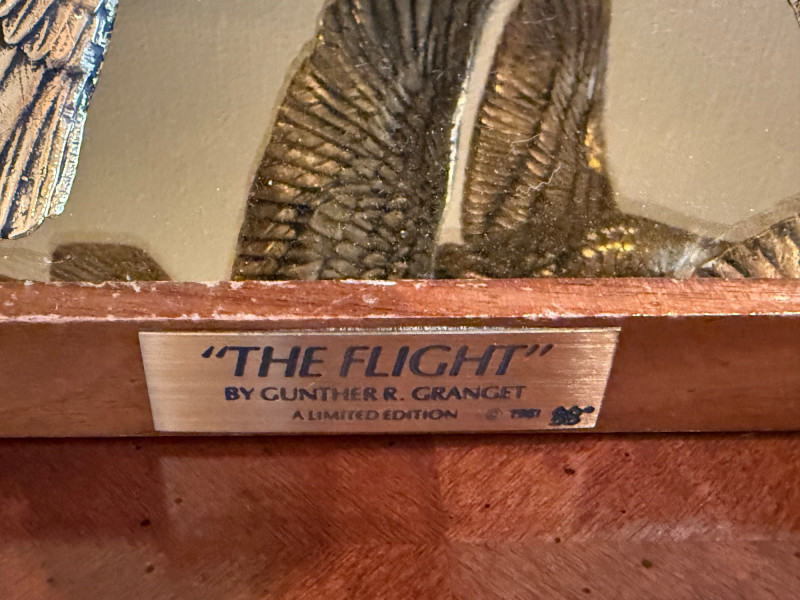 “THE FLIGHT”
BY GUNTHER R. GRANGET
A LIMITED EDITION © 1981